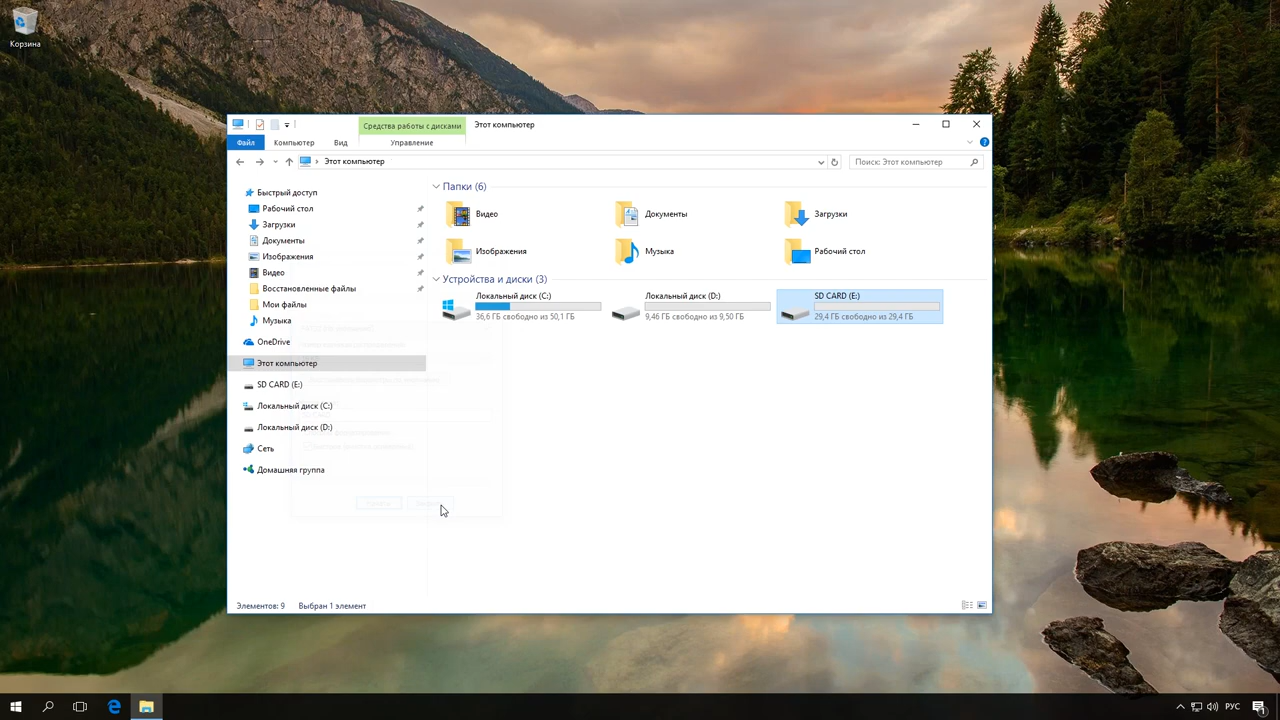 Корзина
Средства работы с дисками
Этот компьютер
Файл
Компьютер
Вид
Управление
Этот компьютер
Поиск: Этот компьютер
Быстрый доступ
Рабочий стол
Загрузки
Документы
Изображения
Видео
Восстановленные файлы
Мои файлы
Музыка
OneDrive
Этот компьютер
SD CARD (E:)
Локальный диск (C:)
Локальный диск (D:)
Сеть
Домашняя группа
Папки (6)
Видео
Документы
Загрузки
Изображения
Музыка
Рабочий стол
Устройства и диски (3)
Локальный диск (C:)
36,6 ГБ свободно из 50,1 ГБ
Локальный диск (D:)
9,46 ГБ свободно из 9,50 ГБ
SD CARD (E:)
29,4 ГБ свободно из 29,4 ГБ
Элементов: 9
Выбран 1 элемент
РУС